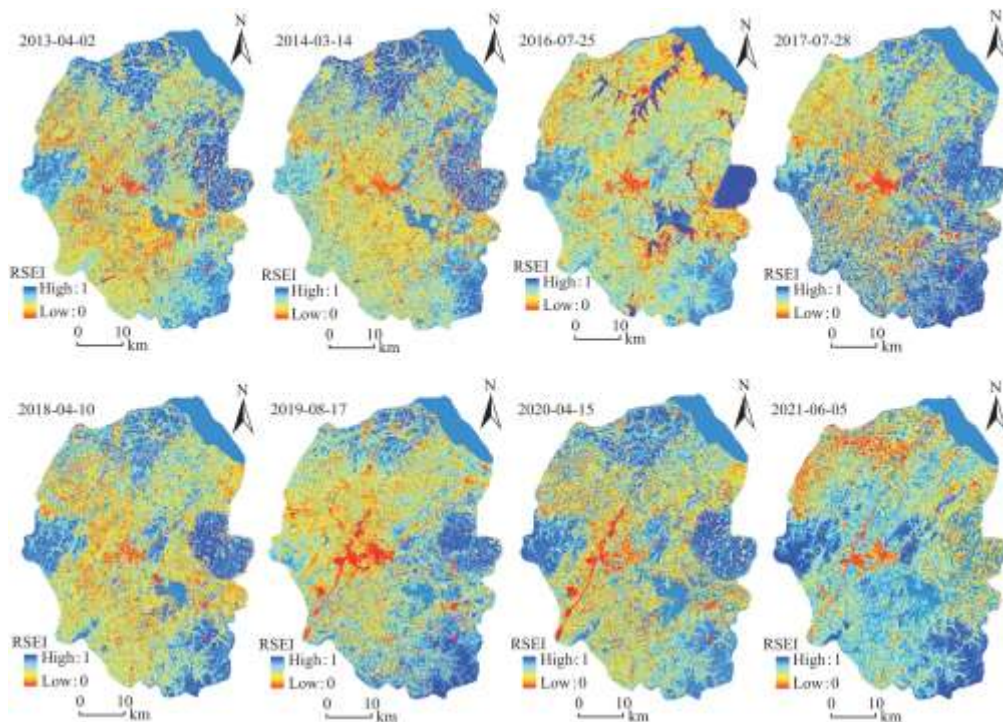 N
2013-04-02
RSEI
High:1
Low:0
0 10
km
N
2014-03-14
RSEI
High:1
Low:0
0 10
km
N
2016-07-25
RSEI
High:1
Low:0
0 10
km
N
2017-07-28
RSEI
High:1
Low:0
0 10
km
N
2018-04-10
RSEI
High:1
Low:0
0 10
km
N
2019-08-17
RSEI
High:1
Low:0
0 10
km
N
2020-04-15
RSEI
High:1
Low:0
0 10
km
N
2021-06-05
RSEI
High:1
Low:0
0 10
km